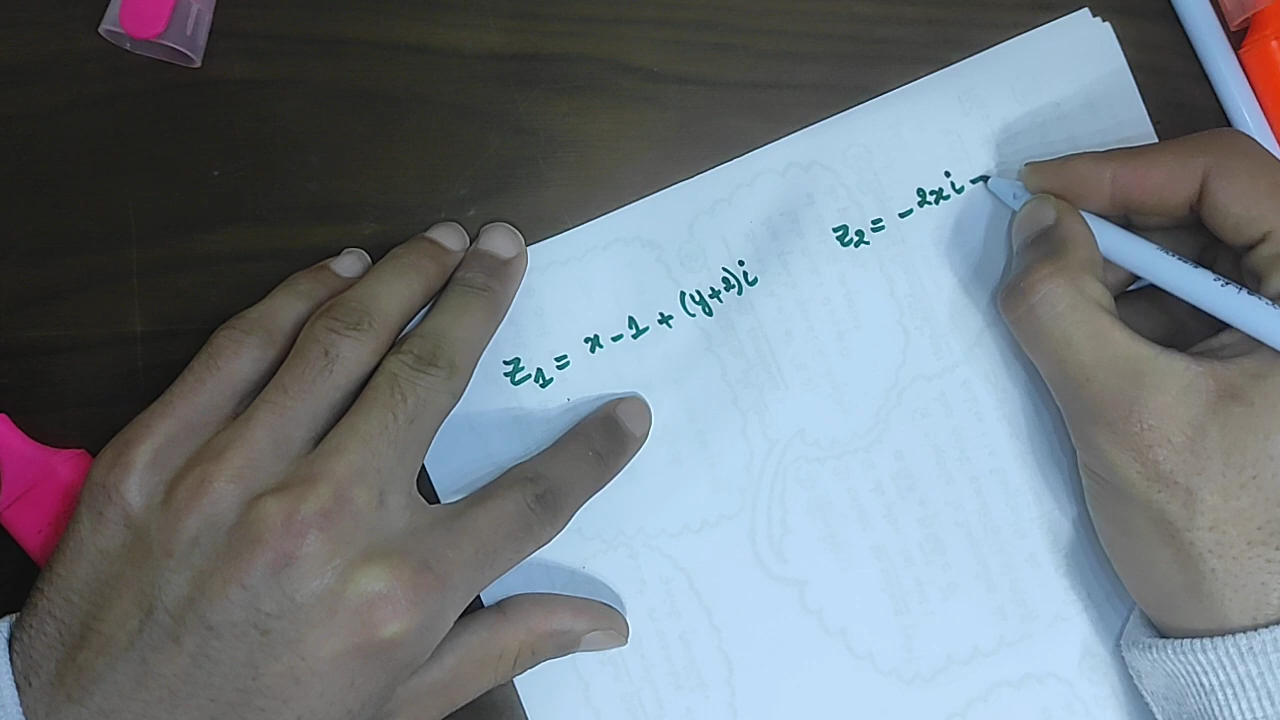 z₁ = x - 1 + (y+2)i
z₂ = - 2xi -